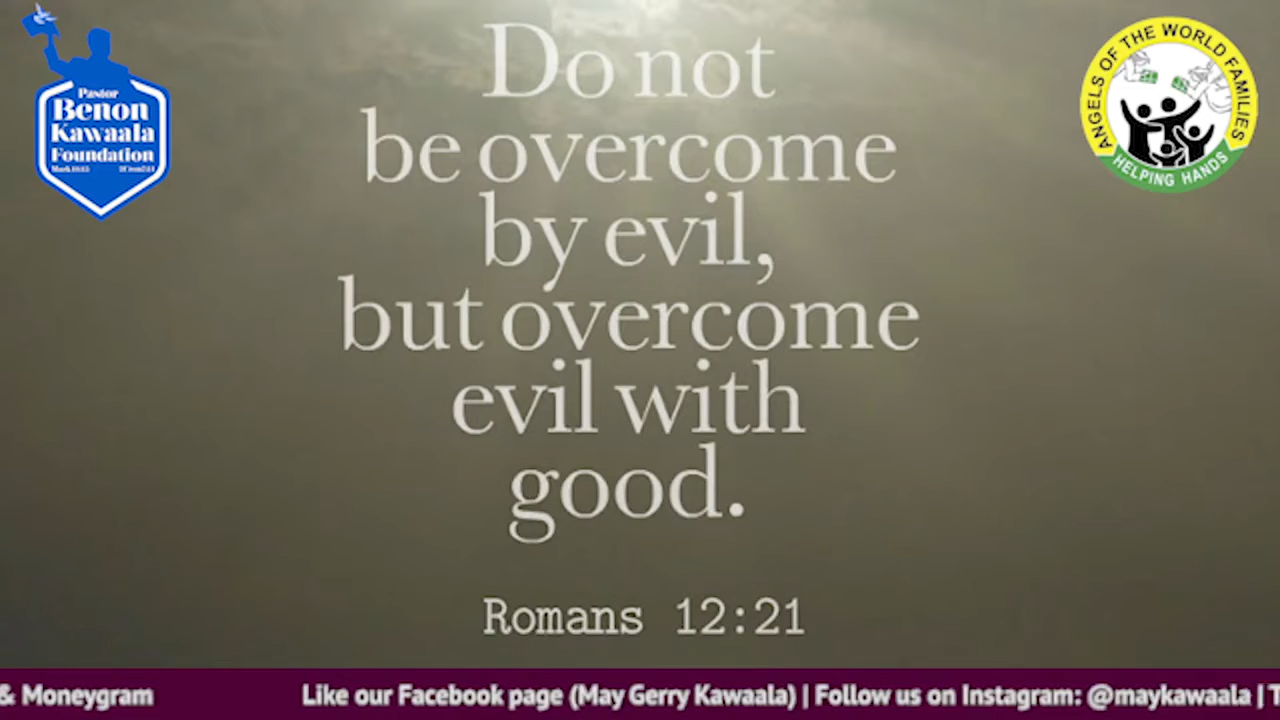 Pastor
Benon
Kawaala
Foundation
ANGELS OF THE WORLD FAMILIES
HELPING HANDS
Do not
be overcome
by evil,
but overcome
evil with
good.
Romans 12:21
& Moneygram
Like our Facebook page (May Gerry Kawaala) | Follow us on Instagram: @maykawaala | T